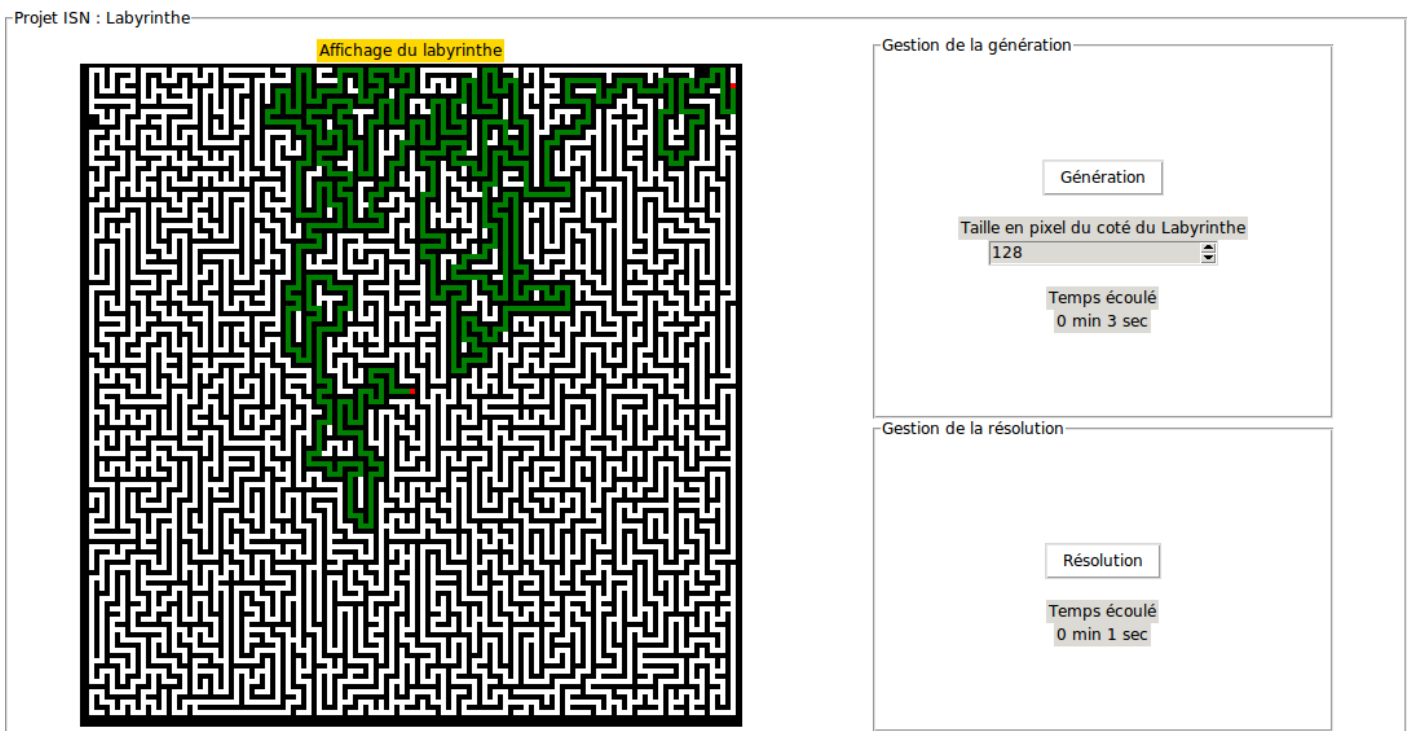 Projet ISN : Labyrinthe
Affichage du labyrinthe
Gestion de la génération
Génération
Taille en pixel du coté du Labyrinthe
128
Temps écoulé
0 min 3 sec
Gestion de la résolution
Résolution
Temps écoulé
0 min 1 sec